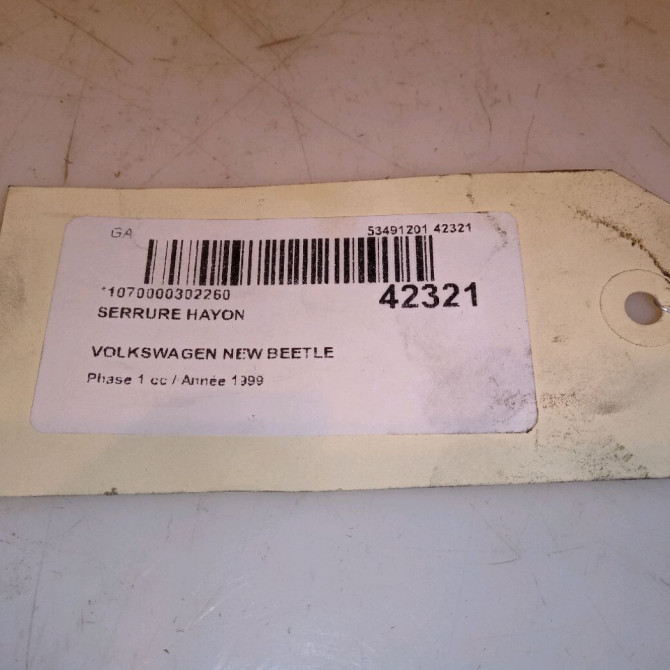 GA 53491201 42321
*1070000302260 42321
SERRURE HAYON
VOLKSWAGEN NEW BEETLE
Phase 1 cc / Année 1999